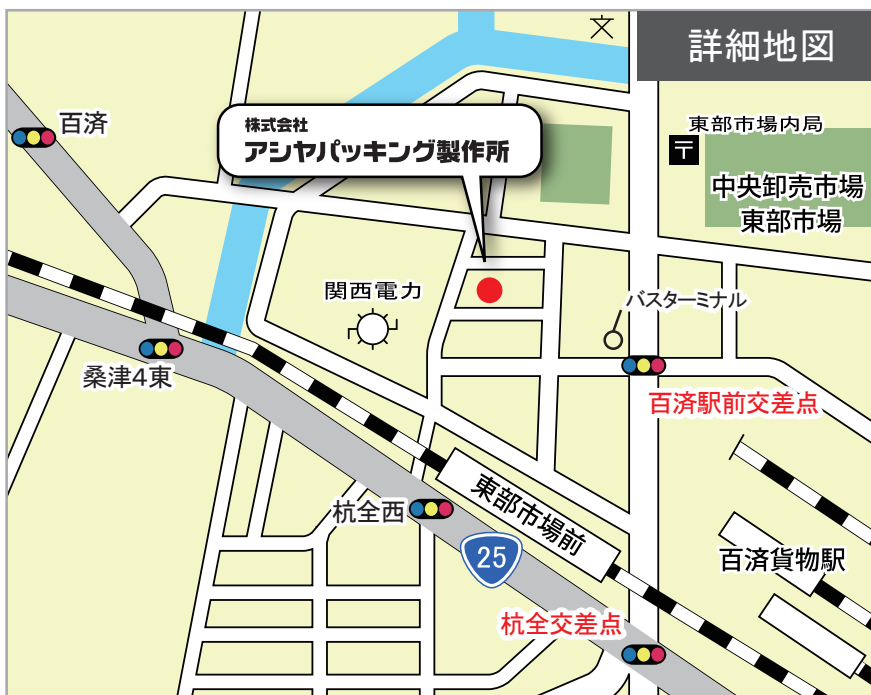 詳細地図
百済
株式会社
アシヤパッキング製作所
東部市場内局
〒
中央卸売市場
東部市場
関西電力
バスターミナル
桑津4東
百済駅前交差点
杭全西
東部市場前
25
百済貨物駅
杭全交差点